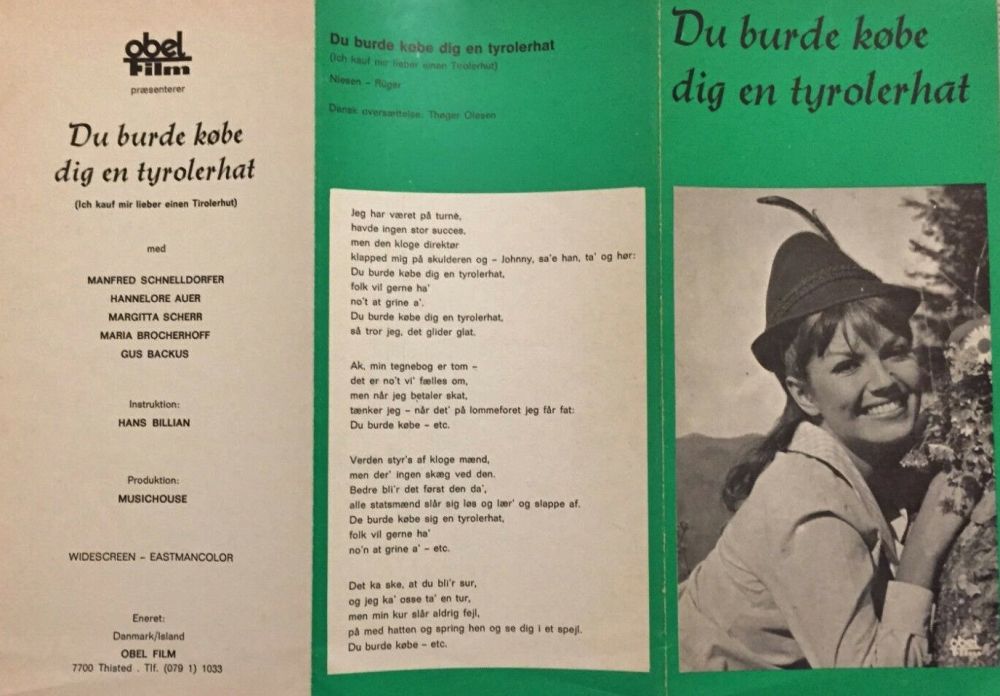 obel
film
præsenterer
Du burde købe
dig en tyrolerhat
(Ich kauf mir lieber einen Tirolerhut)
med
MANFRED SCHNELLDORFER
HANNELORE AUER
MARGITTA SCHERR
MARIA BROCHERHOFF
GUS BACKUS
Instruktion:
HANS BILLIAN
Produktion:
MUSICHOUSE
WIDESCREEN – EASTMANCOLOR
Eneret:
Danmark/Island
OBEL FILM
7700 Thisted . Tlf. (079 1) 1033
Du burde købe dig en tyrolerhat
(Ich kauf mir lieber einen Tirolerhut)
Niesen – Rüger
Dansk oversættelse: Thøger Olesen
Jeg har været på turne,
havde ingen stor succes,
men den kloge direktør
klapped mig på skulderen og – Johnny, sa'e han, ta' og hør:
Du burde købe dig en tyrolerhat,
folk vil gerne ha'
no't at grine a'.
Du burde købe dig en tyrolerhat,
så tror jeg, det glider glat.
Ak, min tegnebog er tom –
det er no't vi' fælles om,
men når jeg betaler skat,
tænker jeg – når det' på lommeforet jeg får fat:
Du burde købe – etc.
Verden styr's af kloge mænd,
men der' ingen skæg ved den.
Bedre bli'r det først den da',
alle statsmænd slår sig løs og lær' og slappe af.
De burde købe sig en tyrolerhat,
folk vil gerne ha'
no'n at grine a' – etc.
Det ka ske, at du bli'r sur,
og jeg ka' osse ta' en tur,
men min kur slår aldrig fejl,
på med hatten og spring hen og se dig i et spejl.
Du burde købe – etc.
Du burde købe
dig en tyrolerhat
obel
film